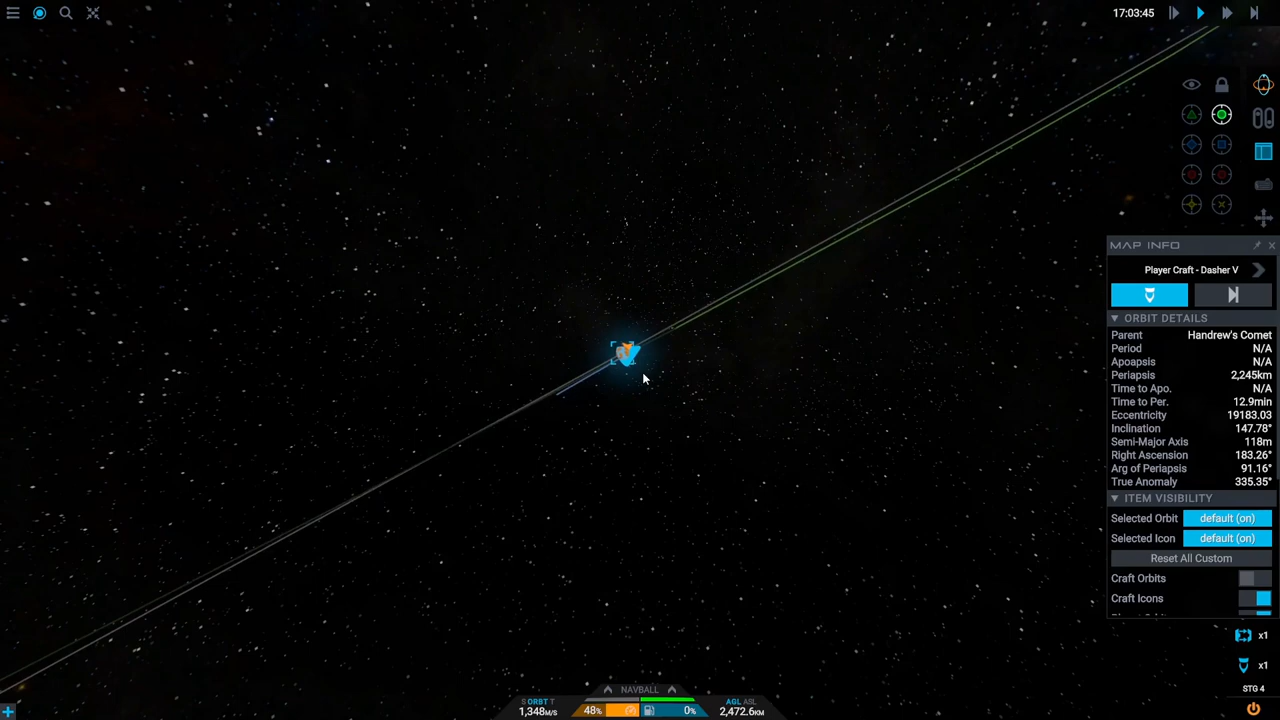 17:03:45
MAP INFO
Player Craft - Dasher V
ORBIT DETAILS
Parent Handrew's Comet
Period N/A
Apoapsis N/A
Periapsis 2,245km
Time to Apo. N/A
Time to Per. 12.9min
Eccentricity 19183.03
Inclination 147.78°
Semi-Major Axis 118m
Right Ascension 183.26°
Arg of Periapsis 91.16°
True Anomaly 335.35°
ITEM VISIBILITY
Selected Orbit default (on)
Selected Icon default (on)
Reset All Custom
Craft Orbits
Craft Icons
x1
x1
STG 4
NAVBALL
S ORBT T
1,348M/S
48%
0%
AGL ASL
2,472.6KM